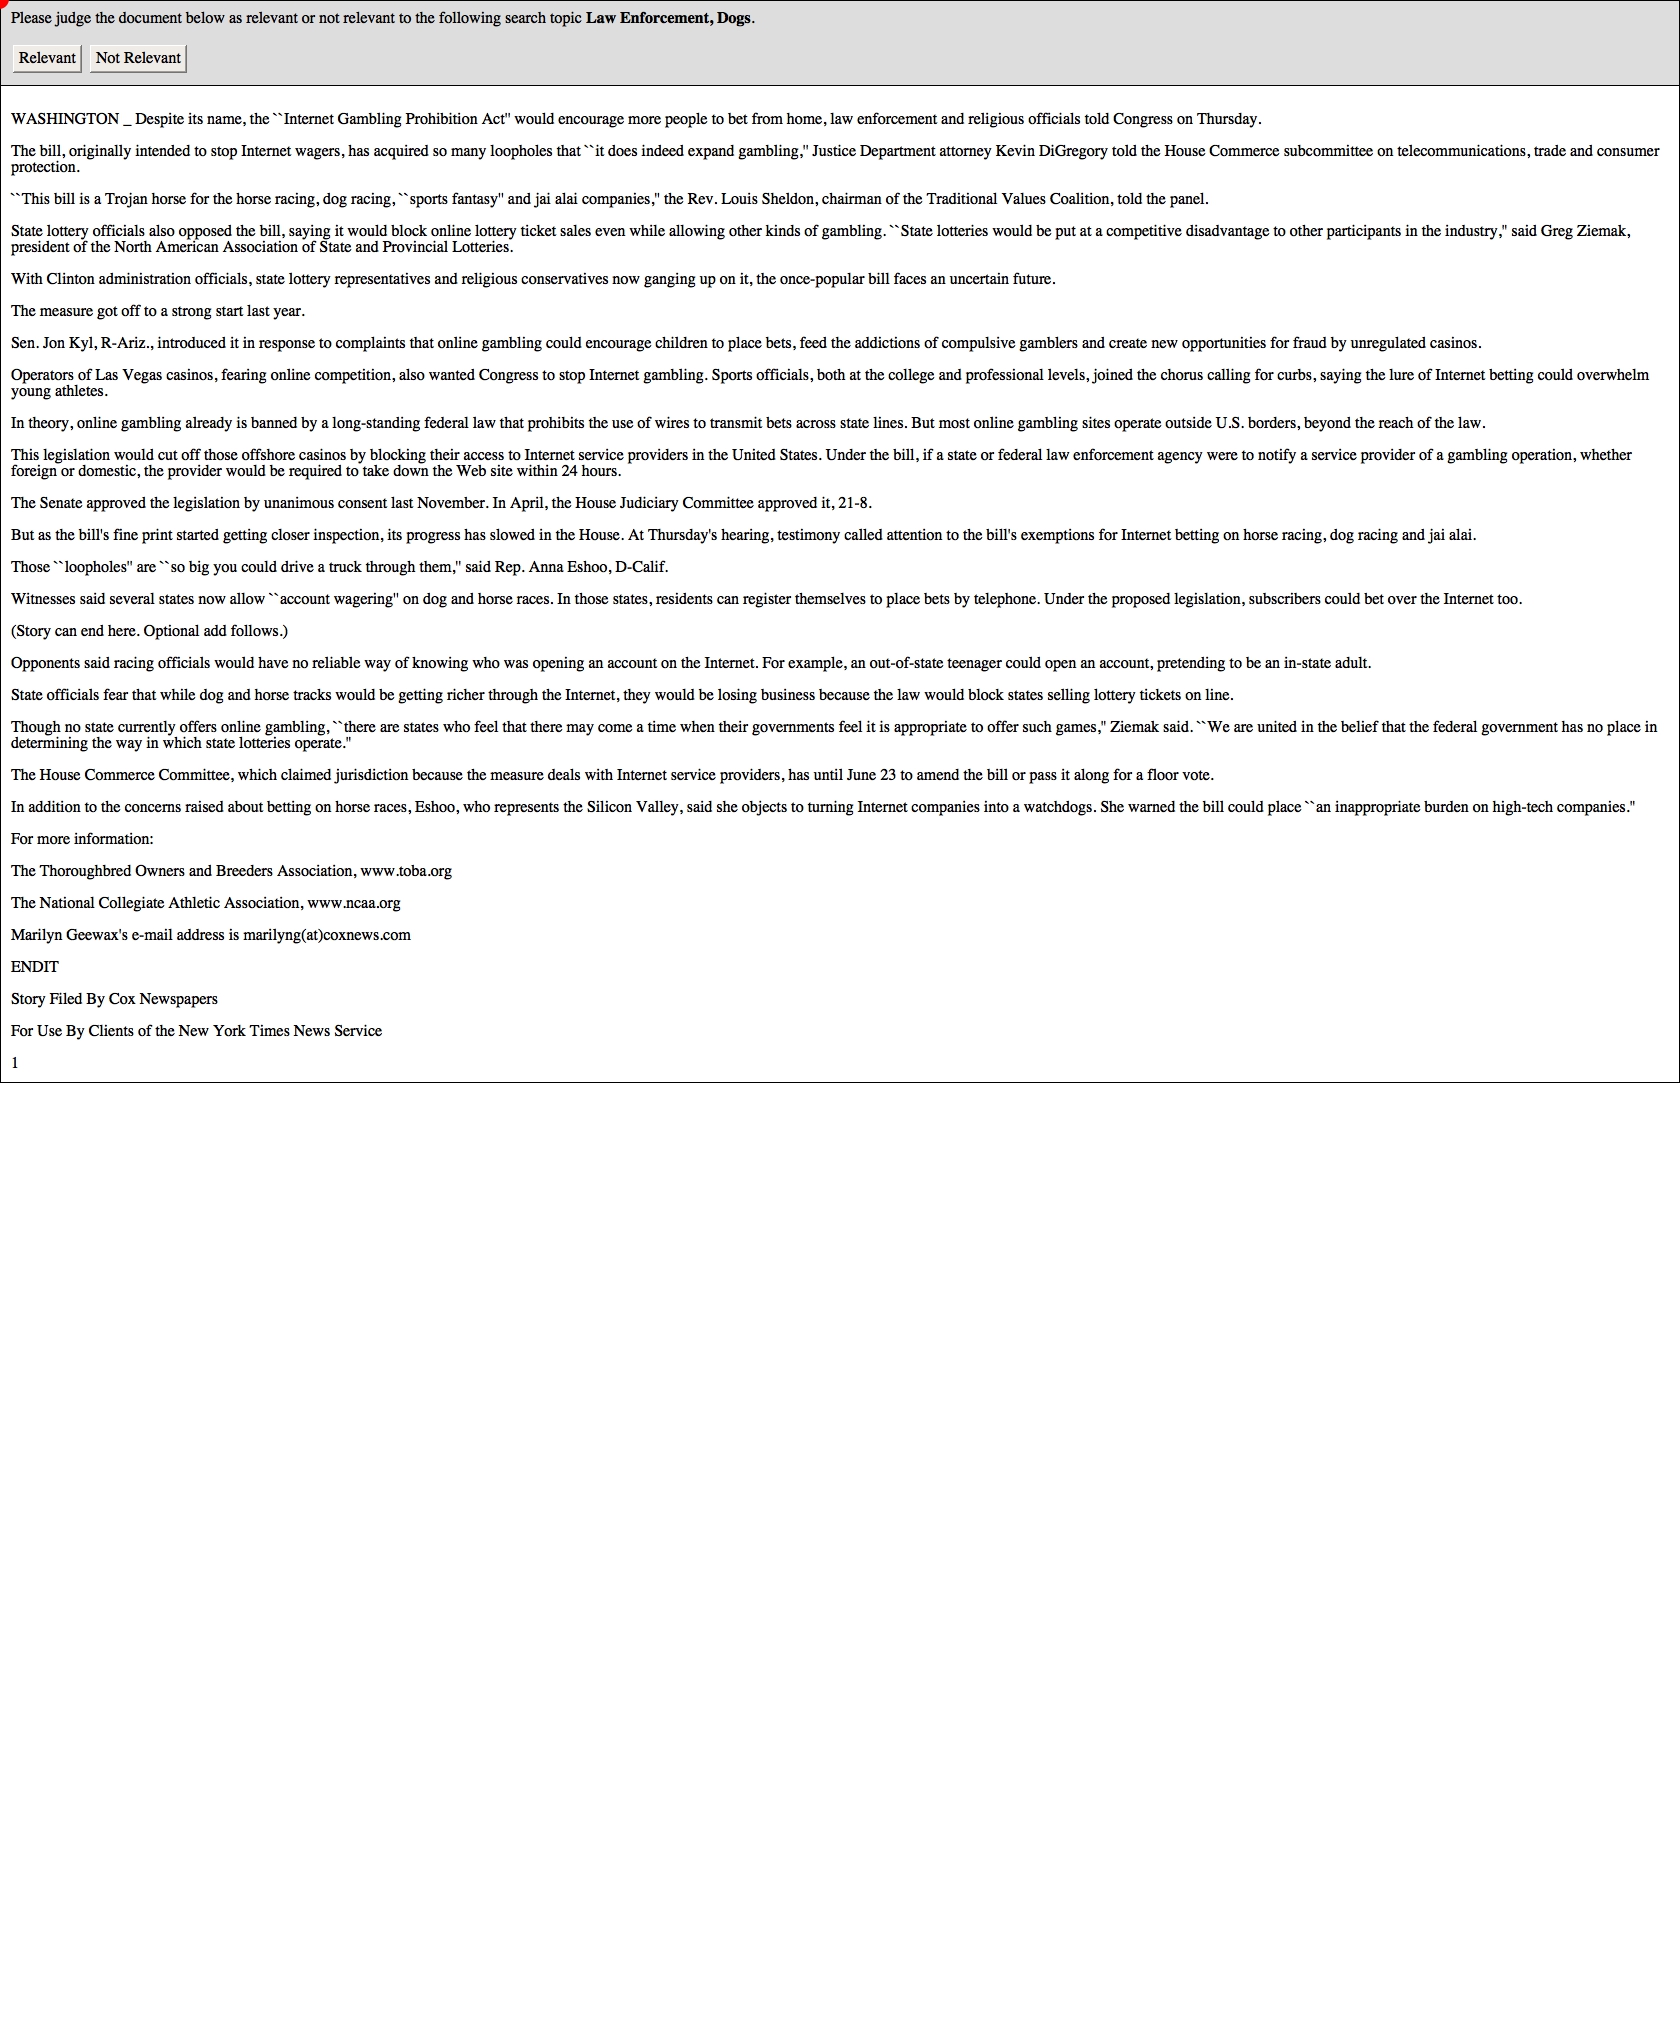 Please judge the document below as relevant or not relevant to the following search topic Law Enforcement, Dogs.
Relevant Not Relevant
WASHINGTON _ Despite its name, the ``Internet Gambling Prohibition Act'' would encourage more people to bet from home, law enforcement and religious officials told Congress on Thursday.
The bill, originally intended to stop Internet wagers, has acquired so many loopholes that ``it does indeed expand gambling,'' Justice Department attorney Kevin DiGregory told the House Commerce subcommittee on telecommunications, trade and consumer
protection.
``This bill is a Trojan horse for the horse racing, dog racing, ``sports fantasy'' and jai alai companies,'' the Rev. Louis Sheldon, chairman of the Traditional Values Coalition, told the panel.
State lottery officials also opposed the bill, saying it would block online lottery ticket sales even while allowing other kinds of gambling. ``State lotteries would be put at a competitive disadvantage to other participants in the industry,'' said Greg Ziemak,
president of the North American Association of State and Provincial Lotteries.
With Clinton administration officials, state lottery representatives and religious conservatives now ganging up on it, the once-popular bill faces an uncertain future.
The measure got off to a strong start last year.
Sen. Jon Kyl, R-Ariz., introduced it in response to complaints that online gambling could encourage children to place bets, feed the addictions of compulsive gamblers and create new opportunities for fraud by unregulated casinos.
Operators of Las Vegas casinos, fearing online competition, also wanted Congress to stop Internet gambling. Sports officials, both at the college and professional levels, joined the chorus calling for curbs, saying the lure of Internet betting could overwhelm
young athletes.
In theory, online gambling already is banned by a long-standing federal law that prohibits the use of wires to transmit bets across state lines. But most online gambling sites operate outside U.S. borders, beyond the reach of the law.
This legislation would cut off those offshore casinos by blocking their access to Internet service providers in the United States. Under the bill, if a state or federal law enforcement agency were to notify a service provider of a gambling operation, whether
foreign or domestic, the provider would be required to take down the Web site within 24 hours.
The Senate approved the legislation by unanimous consent last November. In April, the House Judiciary Committee approved it, 21-8.
But as the bill's fine print started getting closer inspection, its progress has slowed in the House. At Thursday's hearing, testimony called attention to the bill's exemptions for Internet betting on horse racing, dog racing and jai alai.
Those ``loopholes'' are ``so big you could drive a truck through them,'' said Rep. Anna Eshoo, D-Calif.
Witnesses said several states now allow ``account wagering'' on dog and horse races. In those states, residents can register themselves to place bets by telephone. Under the proposed legislation, subscribers could bet over the Internet too.
(Story can end here. Optional add follows.)
Opponents said racing officials would have no reliable way of knowing who was opening an account on the Internet. For example, an out-of-state teenager could open an account, pretending to be an in-state adult.
State officials fear that while dog and horse tracks would be getting richer through the Internet, they would be losing business because the law would block states selling lottery tickets on line.
Though no state currently offers online gambling, ``there are states who feel that there may come a time when their governments feel it is appropriate to offer such games,'' Ziemak said. ``We are united in the belief that the federal government has no place in
determining the way in which state lotteries operate.''
The House Commerce Committee, which claimed jurisdiction because the measure deals with Internet service providers, has until June 23 to amend the bill or pass it along for a floor vote.
In addition to the concerns raised about betting on horse races, Eshoo, who represents the Silicon Valley, said she objects to turning Internet companies into a watchdogs. She warned the bill could place ``an inappropriate burden on high-tech companies.''
For more information:
The Thoroughbred Owners and Breeders Association, www.toba.org
The National Collegiate Athletic Association, www.ncaa.org
Marilyn Geewax's e-mail address is marilyng(at)coxnews.com
ENDIT
Story Filed By Cox Newspapers
For Use By Clients of the New York Times News Service
1